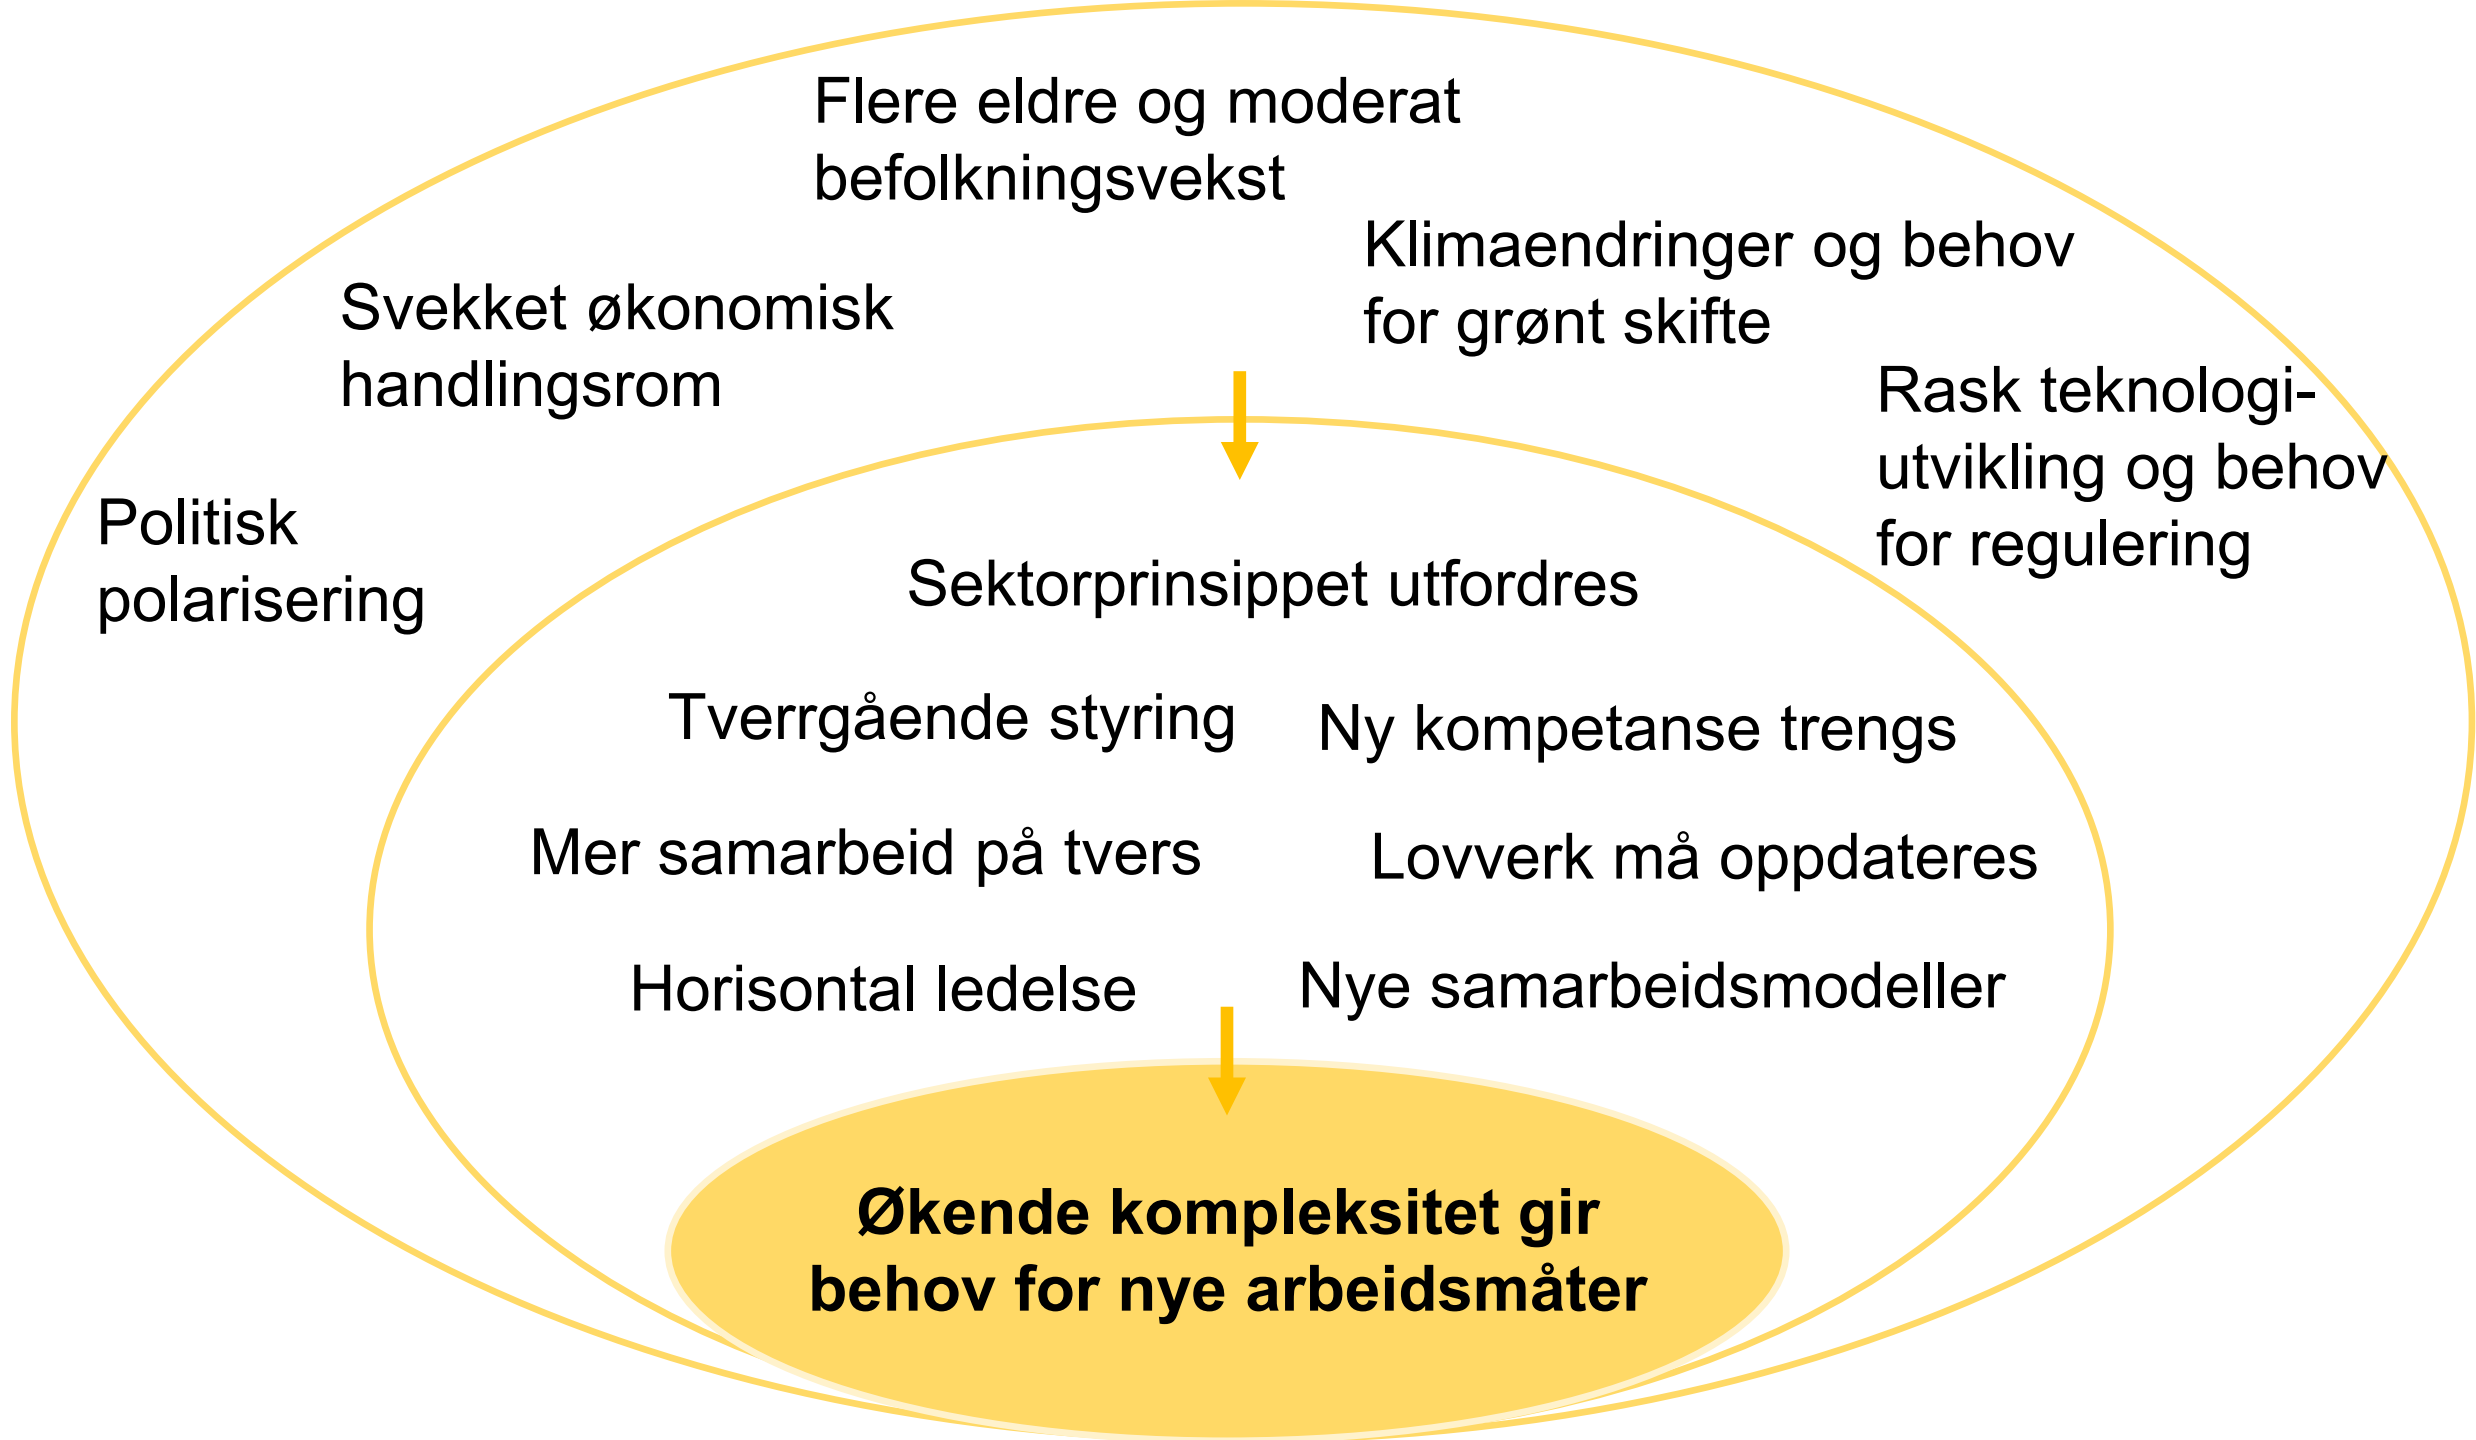 Flere eldre og moderat
befolkningsvekst
Klimaendringer og behov
for grønt skifte
Svekket økonomisk
handlingsrom
Rask teknologi-
utvikling og behov
for regulering
Politisk
polarisering
Sektorprinsippet utfordres
Tverrgående styring
Ny kompetanse trengs
Mer samarbeid på tvers
Lovverk må oppdateres
Horisontal ledelse
Nye samarbeidsmodeller
Økende kompleksitet gir
behov for nye arbeidsmåter